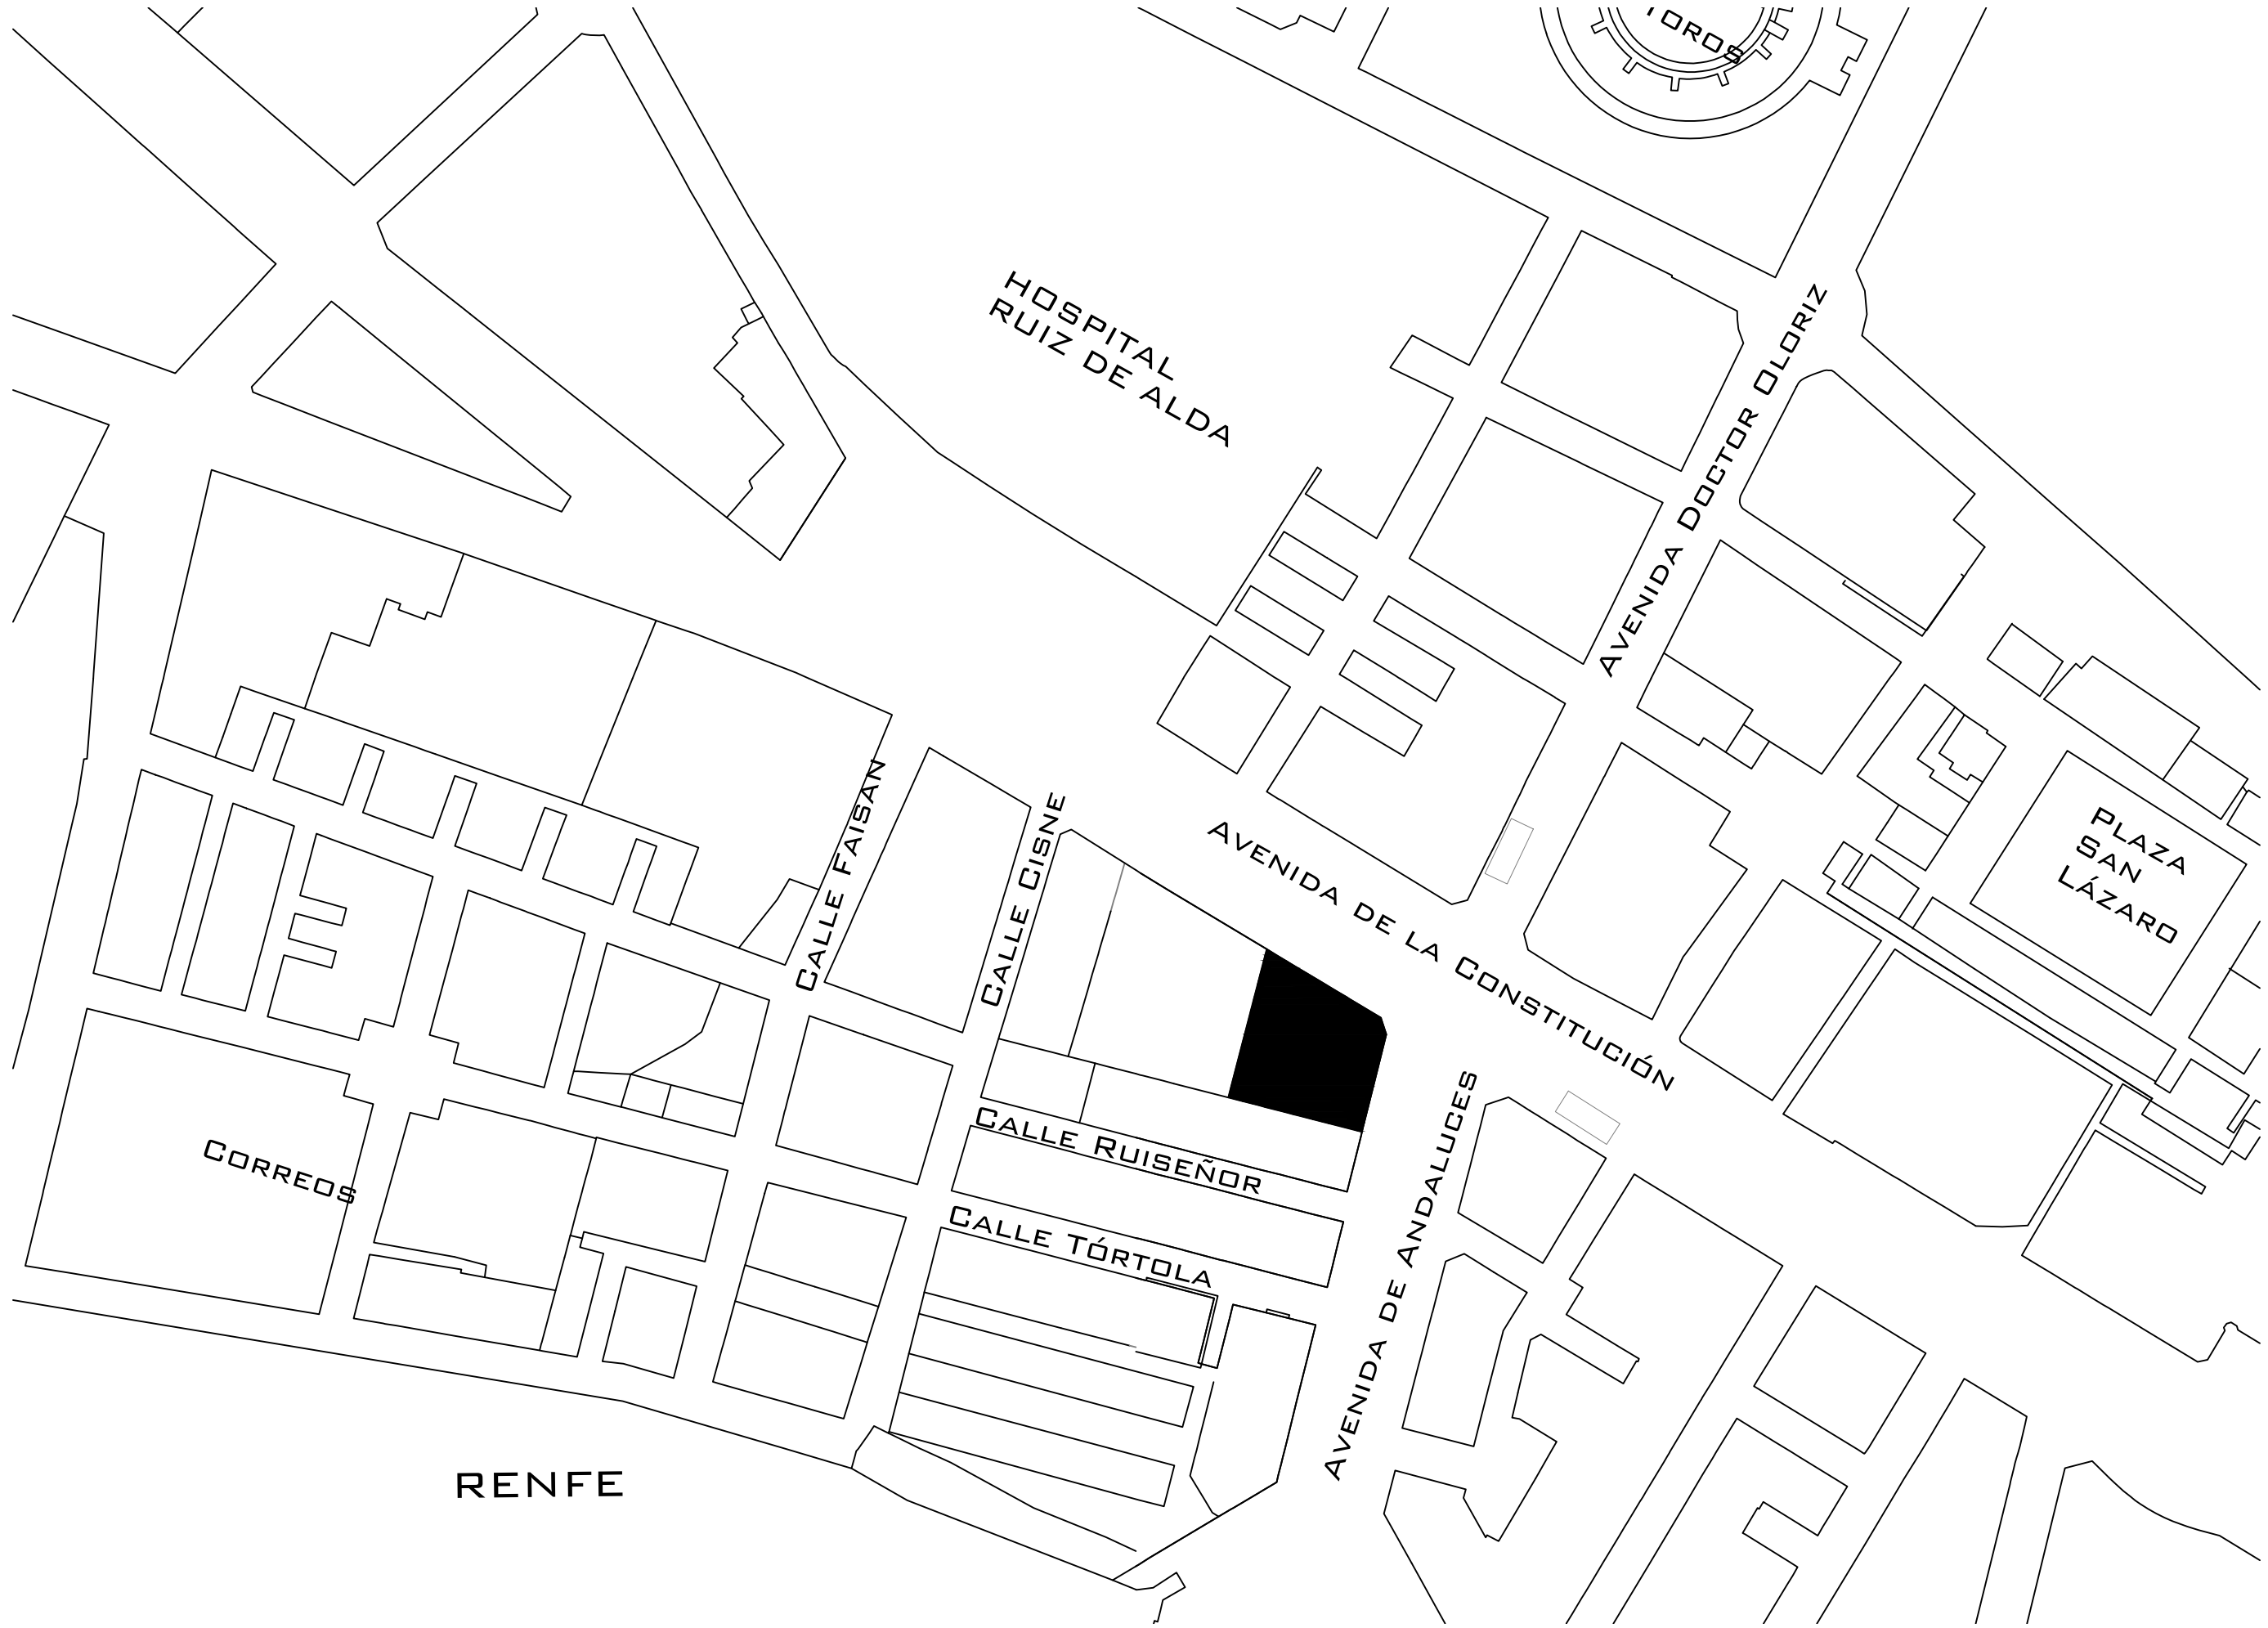 TOROS
HOSPITAL
RUIZ DE ALDA
AVENIDA DOCTOR OLORIZ
PLAZA
SAN
LÁZARO
CALLE FAISAN
CALLE CISNE
AVENIDA DE LA CONSTITUCIÓN
CALLE RUISEÑOR
CORREOS
CALLE TÓRTOLA
AVENIDA DE ANDALUCES
RENFE